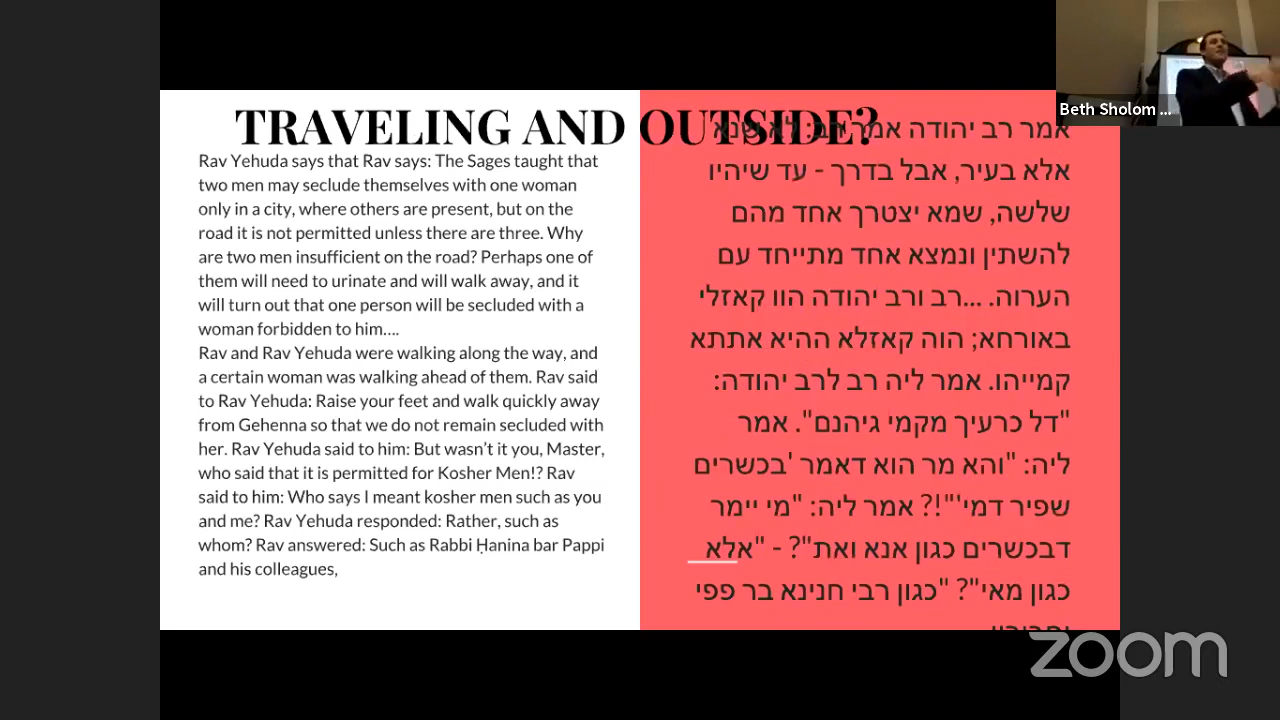 TRAVELING AND OUTSIDE?
Rav Yehuda says that Rav says: The Sages taught that
two men may seclude themselves with one woman
only in a city, where others are present, but on the
road it is not permitted unless there are three. Why
are two men insufficient on the road? Perhaps one of
them will need to urinate and will walk away, and it
will turn out that one person will be secluded with a
woman forbidden to him....
Rav and Rav Yehuda were walking along the way, and
a certain woman was walking ahead of them. Rav said
to Rav Yehuda: Raise your feet and walk quickly away
from Gehenna so that we do not remain secluded with
her. Rav Yehuda said to him: But wasn't it you, Master,
who said that it is permitted for Kosher Men!? Rav
said to him: Who says I meant kosher men such as you
and me? Rav Yehuda responded: Rather, such as
whom? Rav answered: Such as Rabbi Ḥanina bar Pappi
and his colleagues,
אמר רב יהודה אמר רב: לא שנא
אלא בעיר, אבל בדרך - עד שיהיו
שלשה, שמא יצטרך אחד מהם
להשתין ונמצא אחד מתייחד עם
הערוה. ...רב ורב יהודה הוו קאזלי
באורחא; הוה קאזלא ההיא אתתא
קמייהו. אמר ליה רב לרב יהודה:
"דל כרעיך מקמי גיהנם". אמר
ליה: "והא מר הוא דאמר 'בכשרים
שפיר דמי'"!? אמר ליה: "מי יימר
דבכשרים כגון אנא ואת"? - "אלא
כגון מאי"? "כגון רבי חנינא בר פפי
Beth Sholom ...
zoom